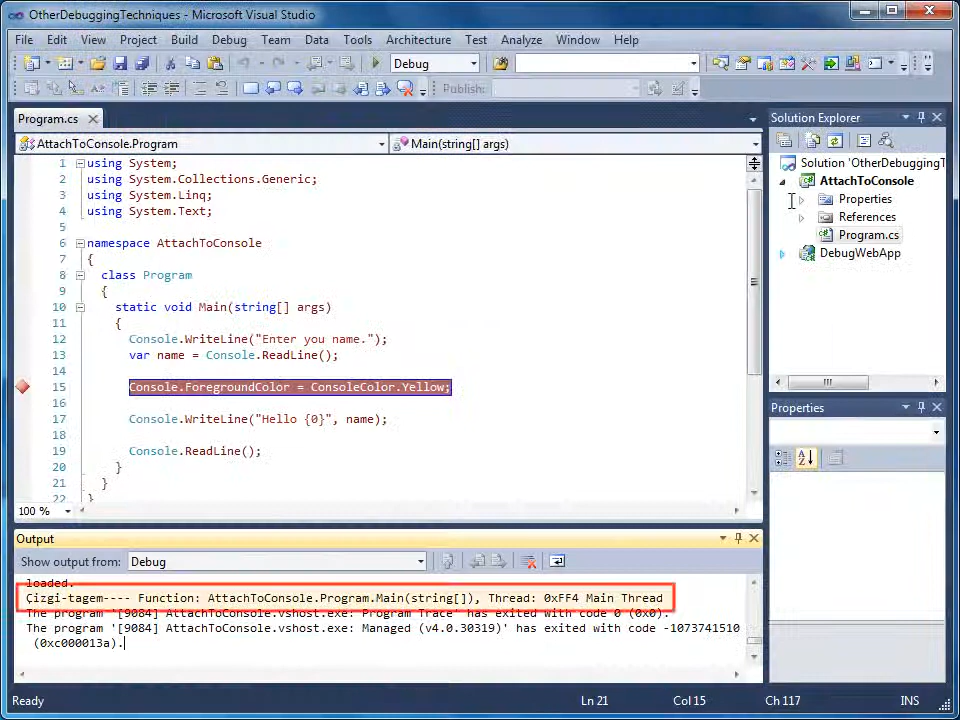 OtherDebuggingTechniques - Microsoft Visual Studio
File Edit View Project Build Debug Team Data Tools Architecture Test Analyze Window Help
Debug
Publish:
Program.cs
AttachToConsole.Program Main(string[] args)
1 using System;
2 using System.Collections.Generic;
3 using System.Linq;
4 using System.Text;
5
6 namespace AttachToConsole
7 {
8 class Program
9 {
10 static void Main(string[] args)
11 {
12 Console.WriteLine("Enter you name.");
13 var name = Console.ReadLine();
14
15 Console.ForegroundColor = ConsoleColor.Yellow;
16
17 Console.WriteLine("Hello {0}", name);
18
19 Console.ReadLine();
20 }
21 }
22 }
100 %
Solution Explorer
Solution 'OtherDebuggingT
AttachToConsole
Properties
References
Program.cs
DebugWebApp
Properties
Output
Show output from: Debug
loaded.
Çizgi-tagem---- Function: AttachToConsole.Program.Main(string[]), Thread: 0xFF4 Main Thread
The program '[9084] AttachToConsole.vshost.exe: Program Trace' has exited with code 0 (0x0).
The program '[9084] AttachToConsole.vshost.exe: Managed (v4.0.30319)' has exited with code -1073741510
(0xc000013a).
Ready Ln 21 Col 15 Ch 117 INS